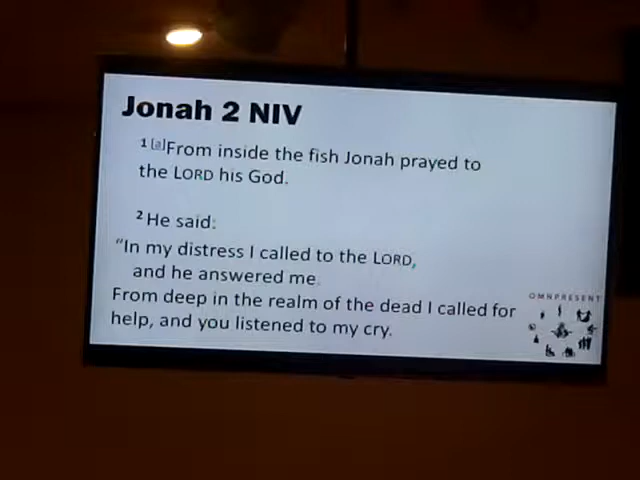 Jonah 2 NIV
1 [a]From inside the fish Jonah prayed to
the LORD his God.
2 He said:
“In my distress I called to the LORD,
and he answered me.
From deep in the realm of the dead I called for
help, and you listened to my cry.
OMNPRESENT